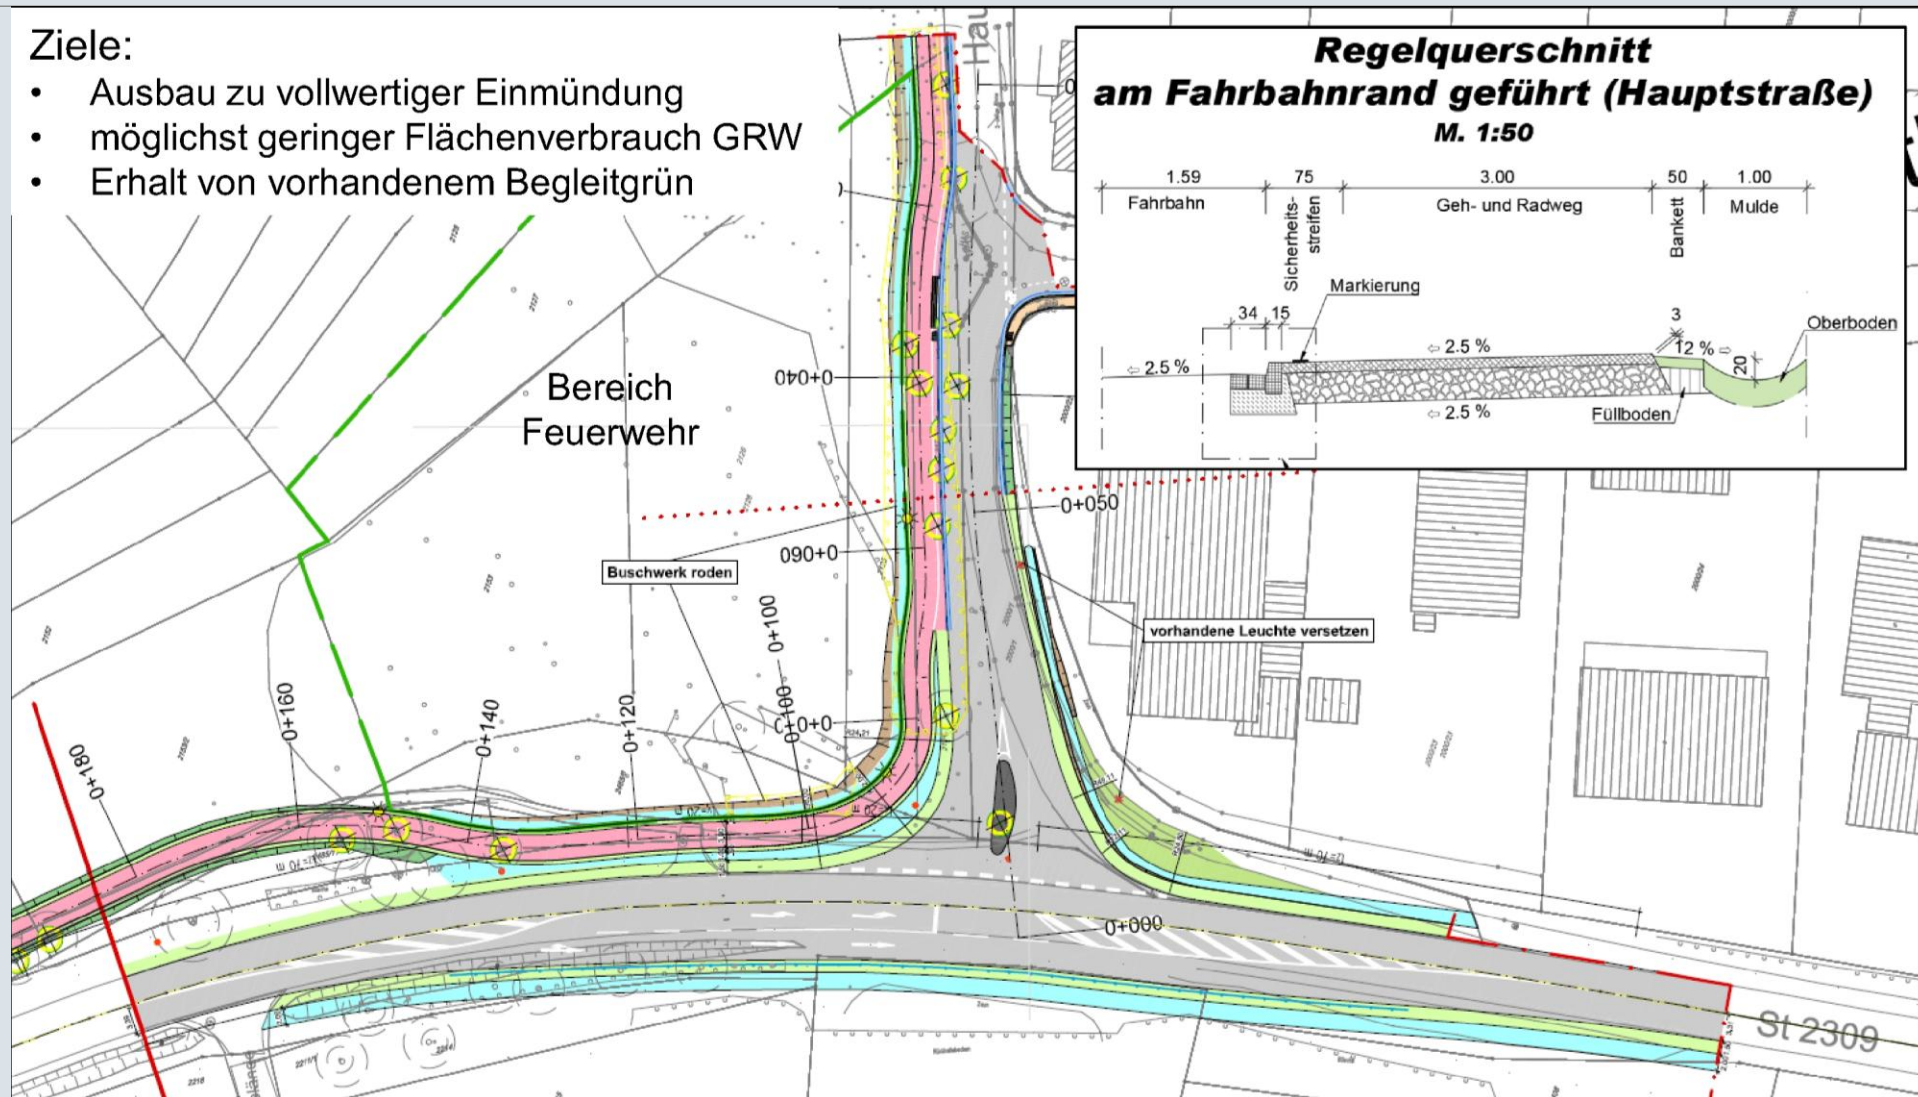 Ziele:
• Ausbau zu vollwertiger Einmündung
• möglichst geringer Flächenverbrauch GRW
• Erhalt von vorhandenem Begleitgrün
Hau
Regelquerschnitt
am Fahrbahnrand geführt (Hauptstraße)
M. 1:50
1.59 75 3.00 50 1.00
Fahrbahn
Sicherheits-
streifen
Geh- und Radweg
Bankett
Mulde
Markierung
34 15
3
Oberboden
2.5 %
2.5 %
12 %
20
2.5 %
Füllboden
Bereich
Feuerwehr
0+040
0+050
0+060
Buschwerk roden
vorhandene Leuchte versetzen
0+100
0+100
0+120
0+140
0+160
0+180
0+000
St 2309